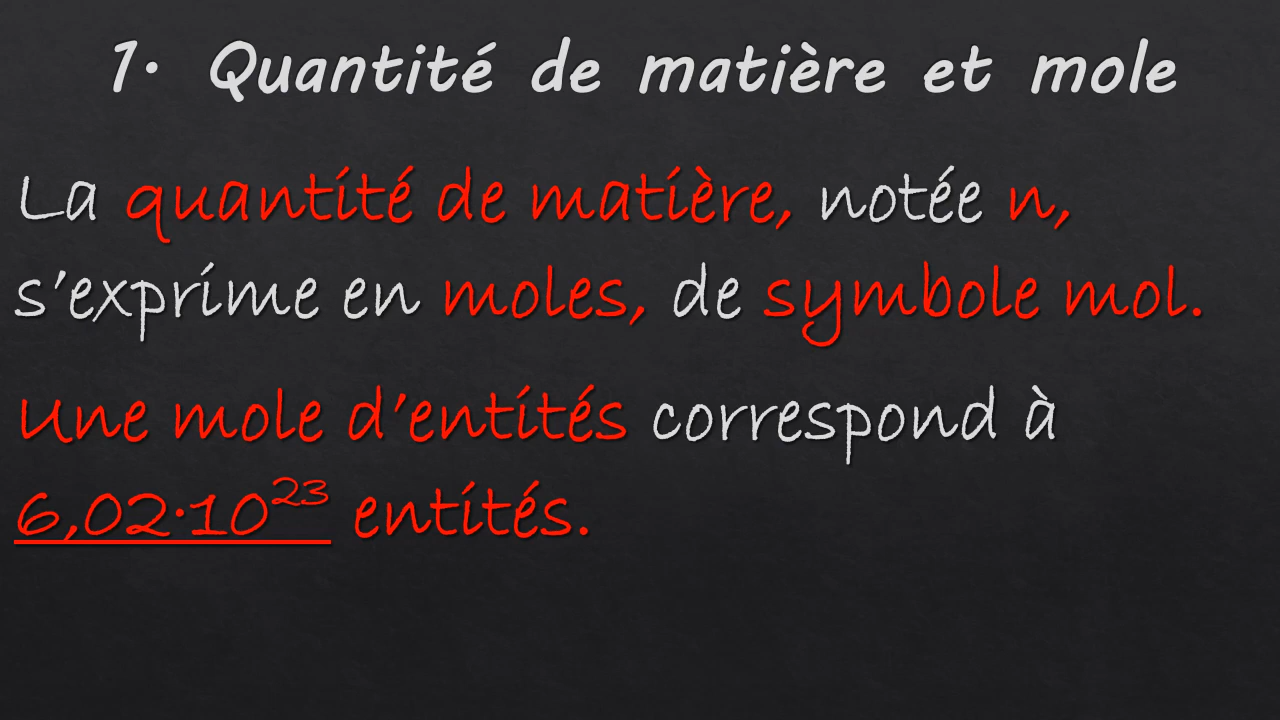 1. Quantité de matière et mole
La quantité de matière, notée n,
s’exprime en moles, de symbole mol.
Une mole d’entités correspond à
6,02·10²³ entités.